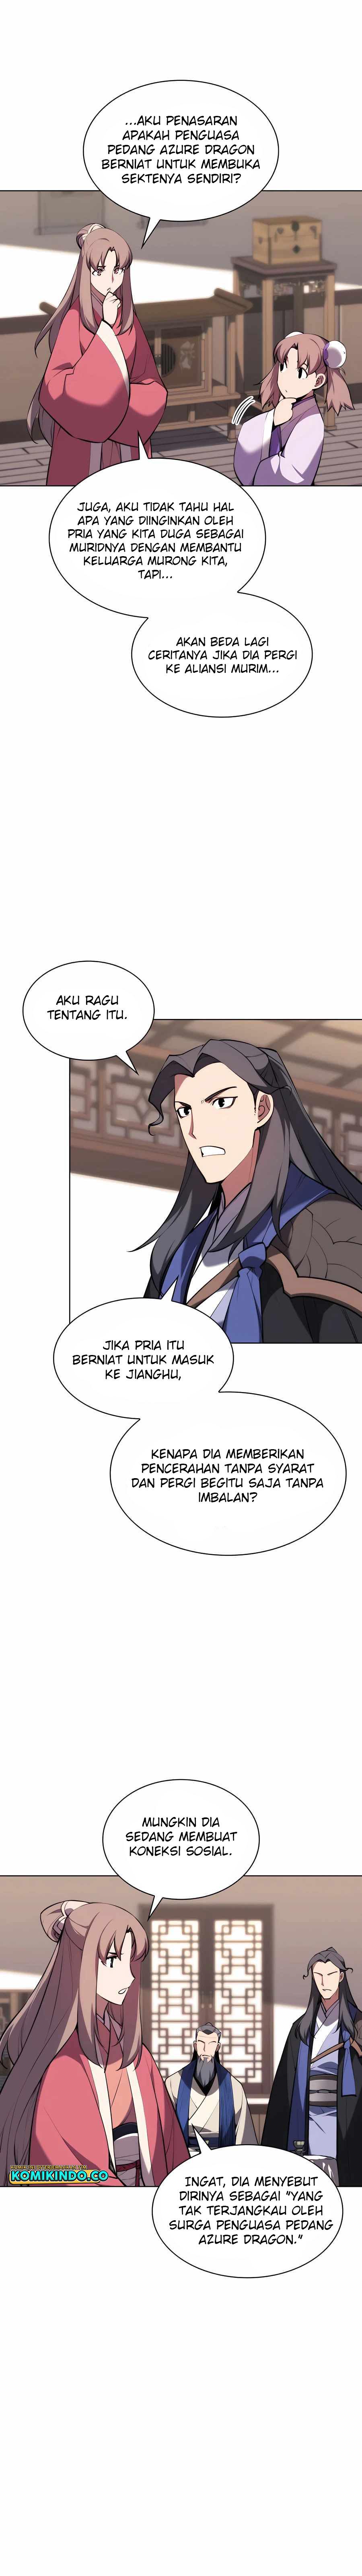 ...AKU PENASARAN
APAKAH PENGUASA
PEDANG AZURE DRAGON
BERNIAT UNTUK MEMBUKA
SEKTENYA SENDIRI?
JUGA, AKU TIDAK TAHU HAL
APA YANG DIINGINKAN OLEH
PRIA YANG KITA DUGA SEBAGAI
MURIDNYA DENGAN MEMBANTU
KELUARGA MURONG KITA,
TAPI...
AKAN BEDA LAGI
CERITANYA JIKA DIA PERGI
KE ALIANSI MURIM...
AKU RAGU
TENTANG ITU.
JIKA PRIA ITU
BERNIAT UNTUK MASUK
KE JIANGHU,
KENAPA DIA MEMBERIKAN
PENCERAHAN TANPA SYARAT
DAN PERGI BEGITU SAJA TANPA
IMBALAN?
MUNGKIN DIA
SEDANG MEMBUAT
KONEKSI SOSIAL.
KOMIKINDO.CO
INGAT, DIA MENYEBUT
DIRINYA SEBAGAI "YANG
TAK TERJANGKAU OLEH
SURGA PENGUASA PEDANG
AZURE DRAGON."